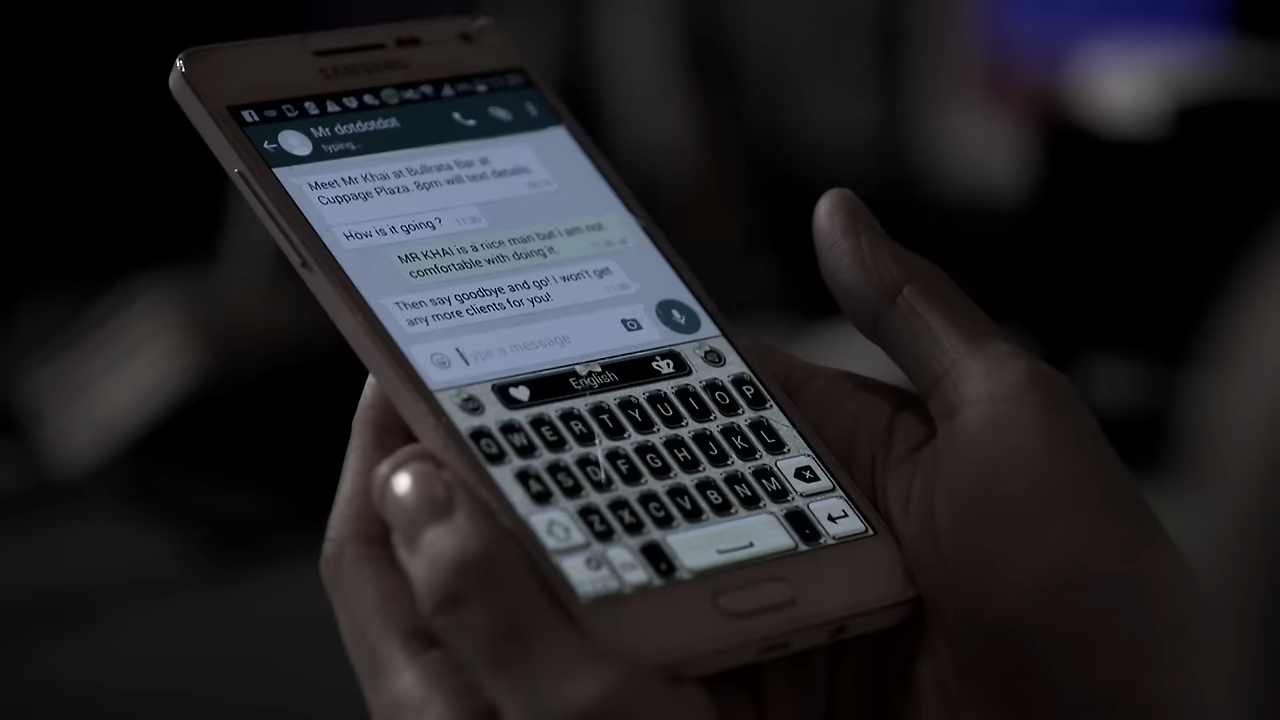 SAMSUNG
Mr dotdotdot
typing...
Meet Mr Khai at Bullrata Bar at
Cuppage Plaza. 8pm will text details.
How is it going? 11:30
MR KHAI is a nice man but i am not
comfortable with doing it.
Then say goodbye and go! I won't get
any more clients for you!
Type a message
English
Q W E R T Y U I O P
A S D F G H J K L
Z X C V B N M
, .